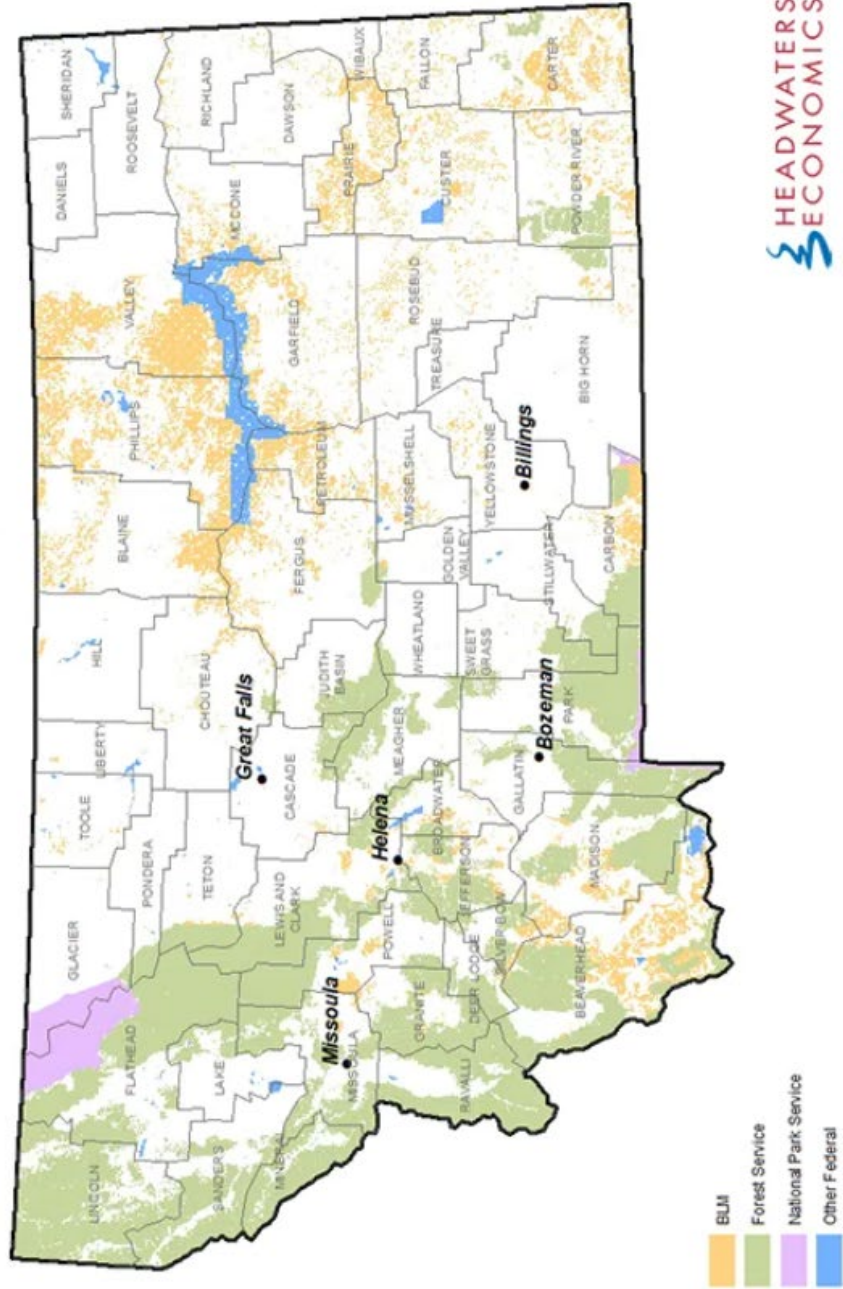 LINCOLN
FLATHEAD
GLACIER
TOOLE
LIBERTY
HILL
BLAINE
PHILLIPS
VALLEY
DANIELS
SHERIDAN
ROOSEVELT
PONDERA
TETON
CHOUTEAU
SANDERS
LAKE
LEWIS AND
CLARK
CASCADE
Great Falls
JUDITH
BASIN
FERGUS
PETROLEUM
GARFIELD
MCCONE
RICHLAND
DAWSON
WIBAUX
PRAIRIE
MINERAL
MISSOULA
Missoula
POWELL
Helena
MEAGHER
WHEATLAND
GOLDEN
VALLEY
MUSSELSHELL
TREASURE
ROSEBUD
CUSTER
FALLON
GRANITE
RAVALLI
DEER LODGE
JEFFERSON
BROADWATER
SILVER BOW
GALLATIN
Bozeman
PARK
SWEET
GRASS
STILLWATER
YELLOWSTONE
Billings
BIG HORN
POWDER RIVER
CARTER
BEAVERHEAD
MADISON
CARBON
BLM
Forest Service
National Park Service
Other Federal
HEADWATERS
ECONOMICS